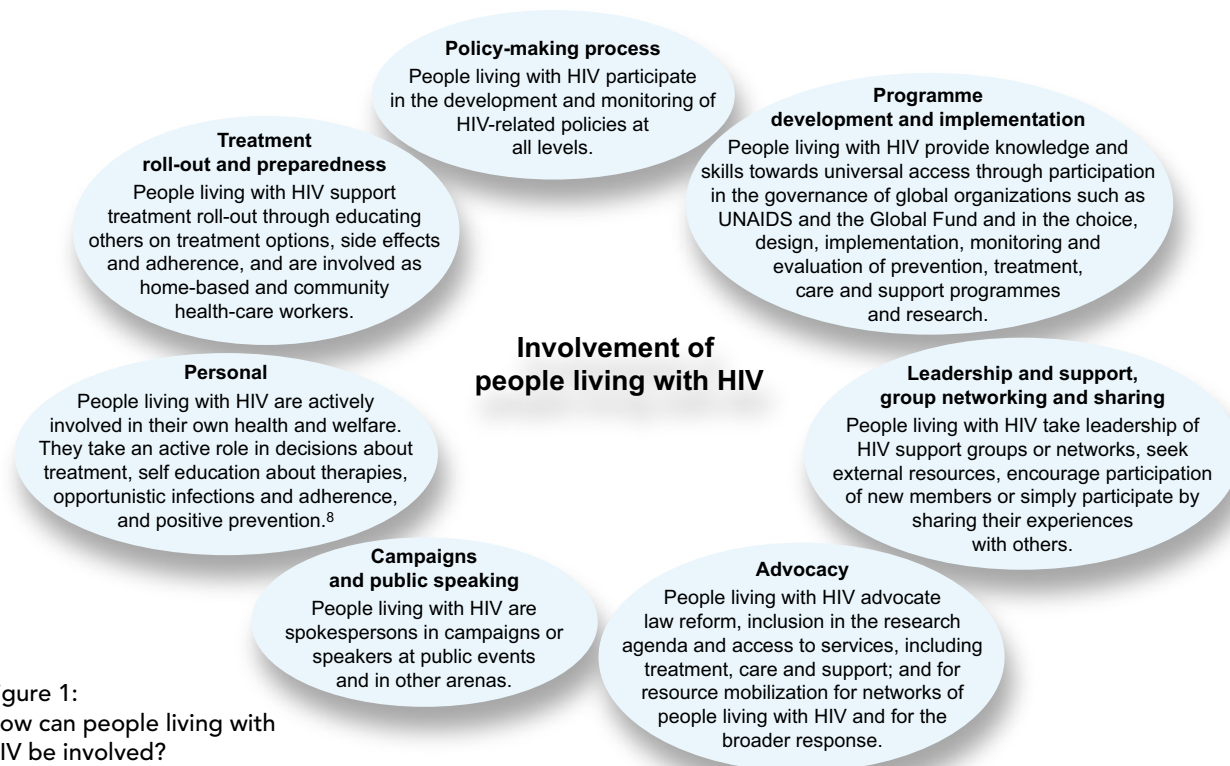 Policy-making process
People living with HIV participate
in the development and monitoring of
HIV-related policies at
all levels.
Programme
development and implementation
People living with HIV provide knowledge and
skills towards universal access through participation
in the governance of global organizations such as
UNAIDS and the Global Fund and in the choice,
design, implementation, monitoring and
evaluation of prevention, treatment,
care and support programmes
and research.
Treatment
roll-out and preparedness
People living with HIV support
treatment roll-out through educating
others on treatment options, side effects
and adherence, and are involved as
home-based and community
health-care workers.
Involvement of
people living with HIV
Personal
People living with HIV are actively
involved in their own health and welfare.
They take an active role in decisions about
treatment, self education about therapies,
opportunistic infections and adherence,
and positive prevention.8
Leadership and support,
group networking and sharing
People living with HIV take leadership of
HIV support groups or networks, seek
external resources, encourage participation
of new members or simply participate by
sharing their experiences
with others.
Campaigns
and public speaking
People living with HIV are
spokespersons in campaigns or
speakers at public events
and in other arenas.
Advocacy
People living with HIV advocate
law reform, inclusion in the research
agenda and access to services, including
treatment, care and support; and for
resource mobilization for networks of
people living with HIV and for the
broader response.
igure 1:
ow can people living with
IV be involved?